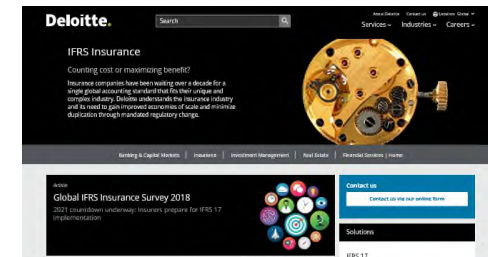 Deloitte.
Search
About Deloitte Contact us Location: Global
Services Industries Careers
IFRS Insurance
Counting cost or maximizing benefit?
Insurance companies have been waiting over a decade for a
single global accounting standard that fits their unique and
complex industry. Deloitte understands the insurance industry
and its need to gain improved economies of scale and minimize
duplication through mandated regulatory change.
Banking & Capital Markets | Insurance | Investment Management | Real Estate | Financial Services | Home
Article
Global IFRS Insurance Survey 2018
2021 countdown underway: Insurers prepare for IFRS 17
implementation
Contact us
Contact us via our online form
Solutions
IFRS 17